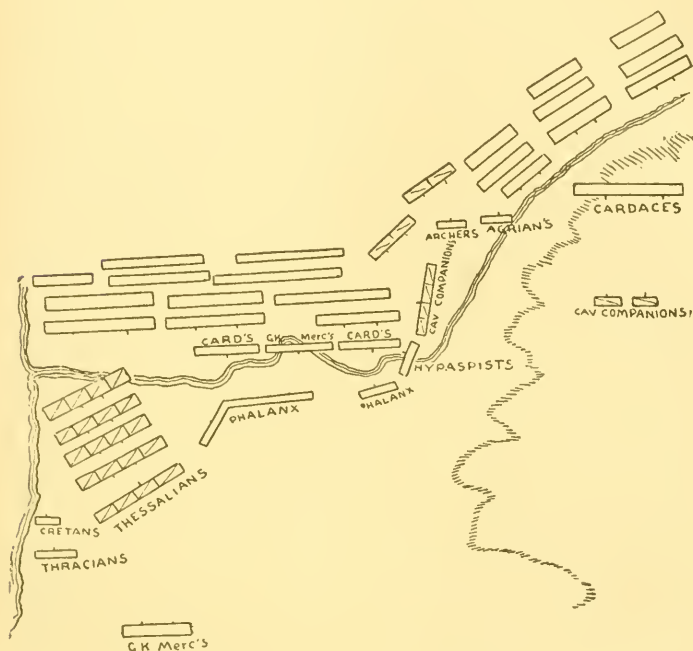 CARDACES
ARCHERS
AGRIAN'S
CAV COMPANIONS
CAV COMPANIONS
CARD'S
GK Merc's
CARD'S
HYPASPISTS
PHALANX
PHALANX
THESSALIANS
CRETANS
THRACIANS
GK Merc's